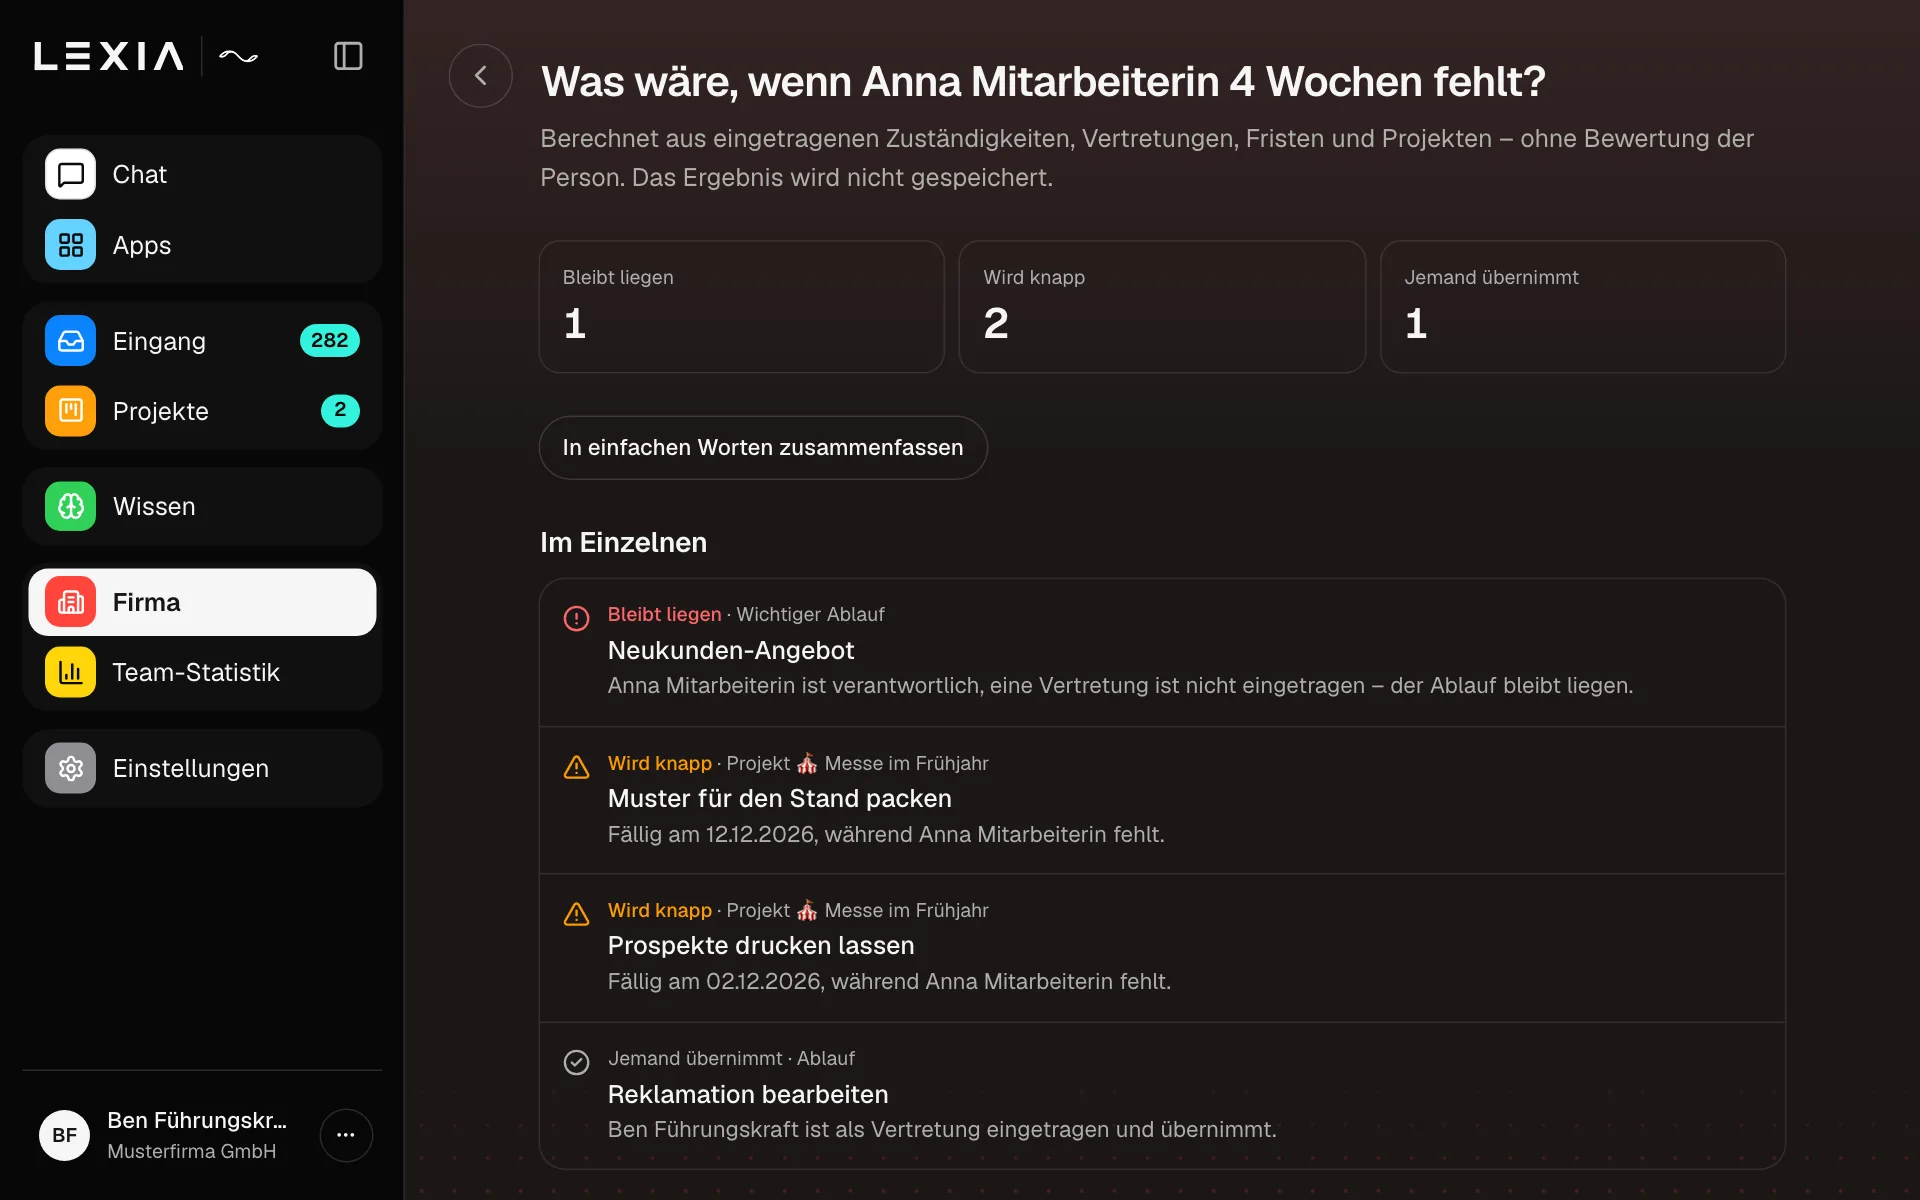 LEXIA
Chat
Apps
Eingang 282
Projekte 2
Wissen
Firma
Team-Statistik
Einstellungen
BF
Ben Führungskr...
Musterfirma GmbH
Was wäre, wenn Anna Mitarbeiterin 4 Wochen fehlt?
Berechnet aus eingetragenen Zuständigkeiten, Vertretungen, Fristen und Projekten – ohne Bewertung der
Person. Das Ergebnis wird nicht gespeichert.
Bleibt liegen
1
Wird knapp
2
Jemand übernimmt
1
In einfachen Worten zusammenfassen
Im Einzelnen
Bleibt liegen · Wichtiger Ablauf
Neukunden-Angebot
Anna Mitarbeiterin ist verantwortlich, eine Vertretung ist nicht eingetragen – der Ablauf bleibt liegen.
Wird knapp · Projekt 🎪 Messe im Frühjahr
Muster für den Stand packen
Fällig am 12.12.2026, während Anna Mitarbeiterin fehlt.
Wird knapp · Projekt 🎪 Messe im Frühjahr
Prospekte drucken lassen
Fällig am 02.12.2026, während Anna Mitarbeiterin fehlt.
Jemand übernimmt · Ablauf
Reklamation bearbeiten
Ben Führungskraft ist als Vertretung eingetragen und übernimmt.